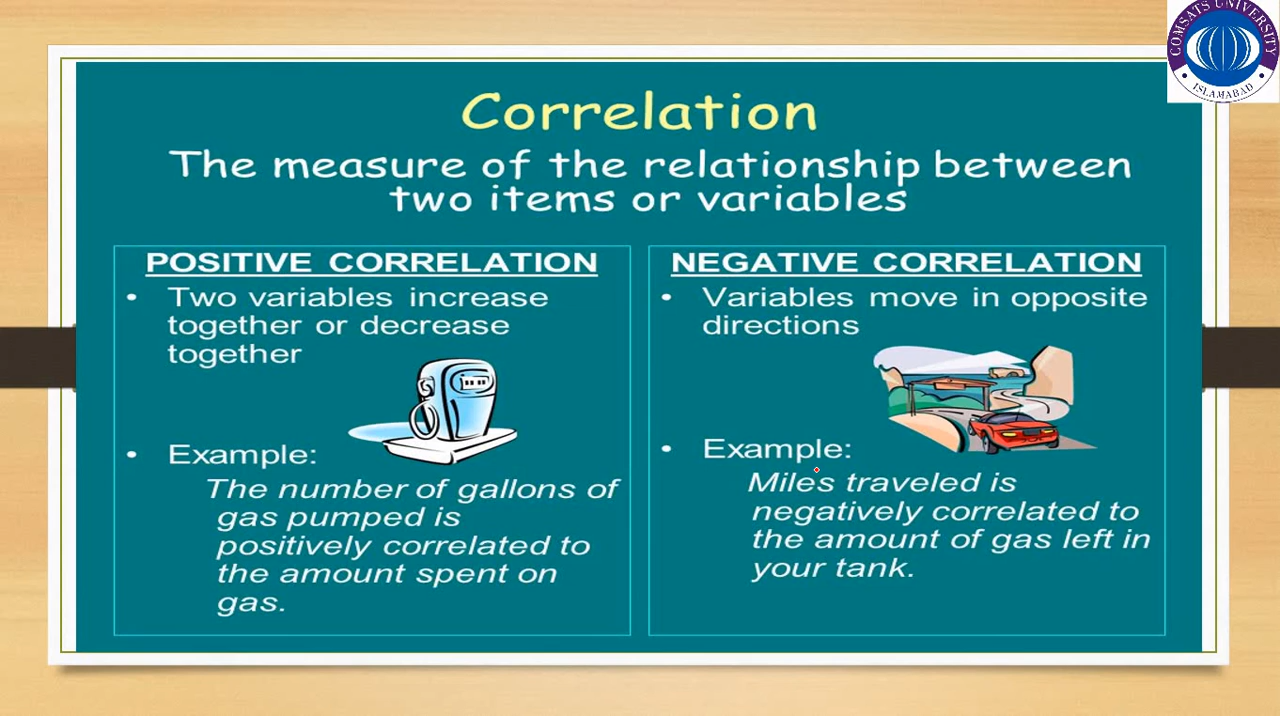 COMSATS UNIVERSITY
ISLAMABAD
Correlation
The measure of the relationship between
two items or variables
POSITIVE CORRELATION
• Two variables increase
together or decrease
together
• Example:
The number of gallons of
gas pumped is
positively correlated to
the amount spent on
gas.
NEGATIVE CORRELATION
• Variables move in opposite
directions
• Example:
Miles traveled is
negatively correlated to
the amount of gas left in
your tank.